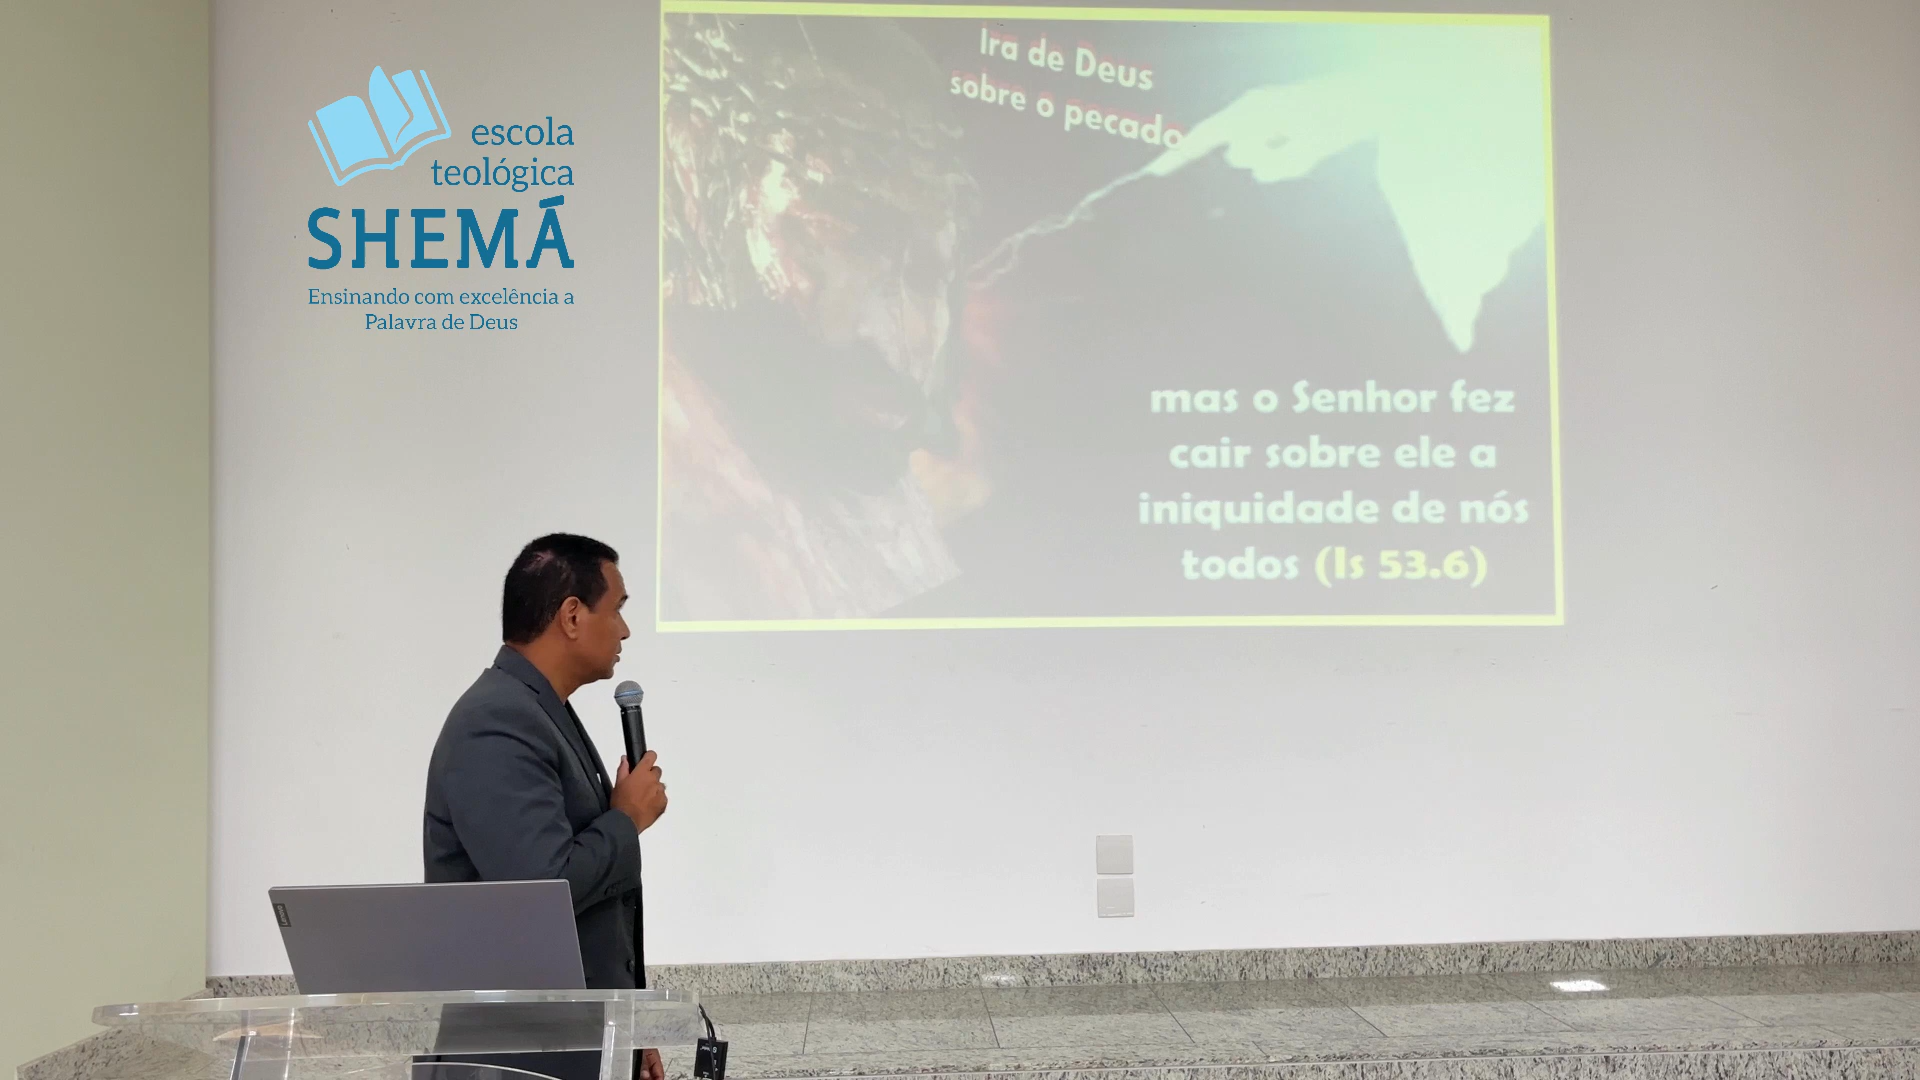 escola
teológica
SHEMÁ
Ensinando com excelência a
Palavra de Deus
Ira de Deus
sobre o pecado
mas o Senhor fez
cair sobre ele a
iniquidade de nós
todos (Is 53.6)
Lenovo